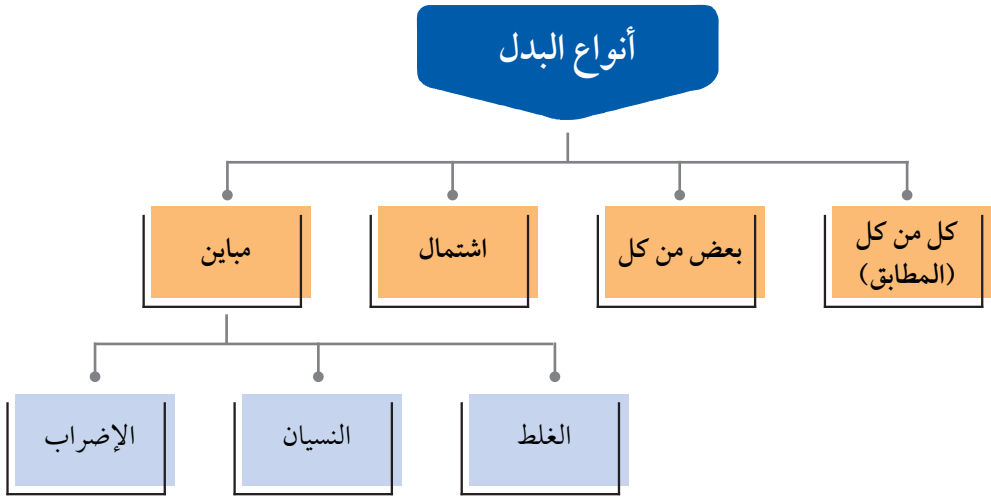 أنواع البدل
كل من كل
(المطابق)
بعض من كل
اشتمال
مباين
الغلط
النسيان
الإضراب